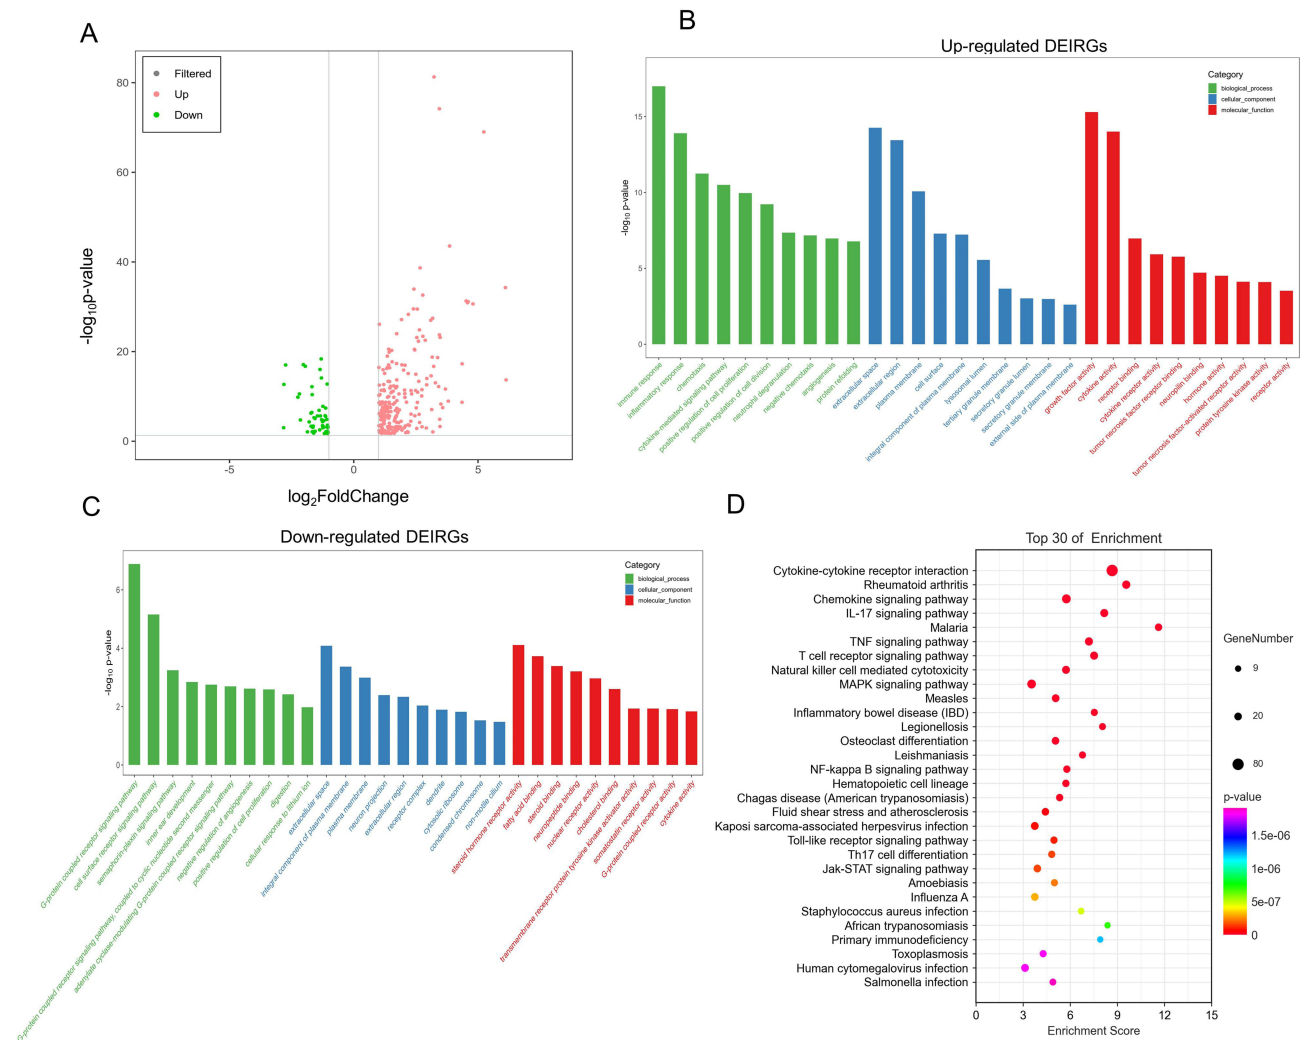 A
Filtered
Up
Down
80
60
40
20
0
-5
0
5
-log10p-value
log2FoldChange
B
Up-regulated DEIRGs
Category
biological_process
cellular_component
molecular_function
15
10
5
0
-log10 p-value
immune response
inflammatory response
chemotaxis
cytokine-mediated signaling pathway
positive regulation of cell proliferation
positive regulation of cell division
neutrophil degranulation
negative chemotaxis
angiogenesis
protein refolding
extracellular space
extracellular region
plasma membrane
cell surface
integral component of plasma membrane
lysosomal lumen
tertiary granule membrane
secretory granule lumen
secretory granule membrane
external side of plasma membrane
growth factor activity
cytokine activity
receptor binding
cytokine receptor activity
tumor necrosis factor receptor binding
neuropilin binding
hormone activity
tumor necrosis factor-activated receptor activity
protein tyrosine kinase activity
receptor activity
C
Down-regulated DEIRGs
Category
biological_process
cellular_component
molecular_function
6
4
2
0
-log10 p-value
G-protein coupled receptor signaling pathway
cell surface receptor signaling pathway
semaphorin-plexin signaling pathway
inner ear development
G-protein coupled receptor signaling pathway, coupled to cyclic nucleotide second messenger
adenylate cyclase-modulating G-protein coupled receptor signaling pathway
negative regulation of angiogenesis
positive regulation of cell proliferation
digestion
cellular response to lithium ion
extracellular space
integral component of plasma membrane
plasma membrane
neuron projection
extracellular region
receptor complex
dendrite
cytosolic ribosome
condensed chromosome
non-motile cilium
steroid hormone receptor activity
fatty acid binding
steroid binding
neuropeptide binding
nuclear receptor activity
cholesterol binding
transmembrane receptor protein tyrosine kinase activity
somatostatin receptor activity
G-protein coupled receptor activity
cytokine activity
D
Top 30 of Enrichment
Cytokine-cytokine receptor interaction
Rheumatoid arthritis
Chemokine signaling pathway
IL-17 signaling pathway
Malaria
TNF signaling pathway
T cell receptor signaling pathway
Natural killer cell mediated cytotoxicity
MAPK signaling pathway
Measles
Inflammatory bowel disease (IBD)
Legionellosis
Osteoclast differentiation
Leishmaniasis
NF-kappa B signaling pathway
Hematopoietic cell lineage
Chagas disease (American trypanosomiasis)
Fluid shear stress and atherosclerosis
Kaposi sarcoma-associated herpesvirus infection
Toll-like receptor signaling pathway
Th17 cell differentiation
Jak-STAT signaling pathway
Amoebiasis
Influenza A
Staphylococcus aureus infection
African trypanosomiasis
Primary immunodeficiency
Toxoplasmosis
Human cytomegalovirus infection
Salmonella infection
0
3
6
9
12
15
Enrichment Score
GeneNumber
9
20
80
p-value
1.5e-06
1e-06
5e-07
0